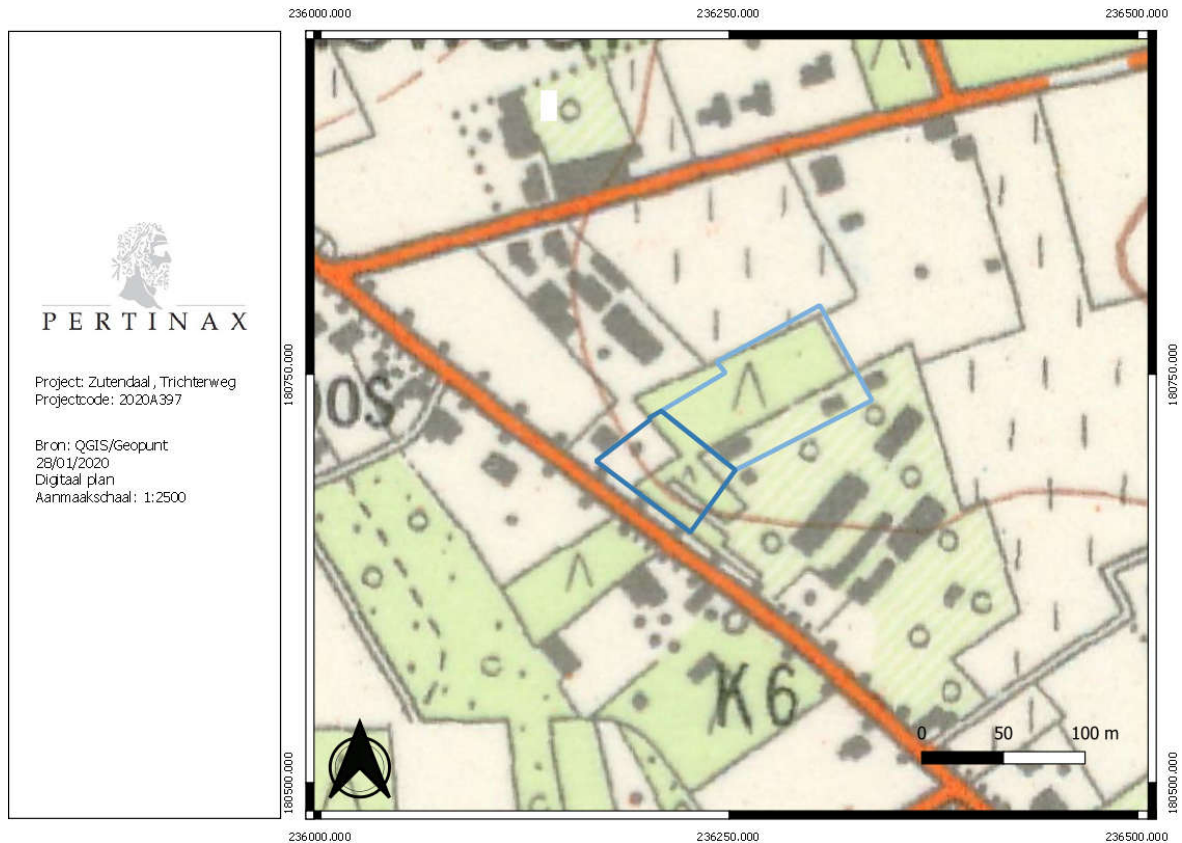 236000.000
236250.000
236500.000
PERTINAX
Project: Zutendaal, Trichterweg
Projectcode: 2020A397
Bron: QGIS/Geopunt
28/01/2020
Digitaal plan
Aanmaakschaal: 1:2500
180750.000
180750.000
OS
K6
0 50 100 m
180500.000
180500.000
236000.000
236250.000
236500.000